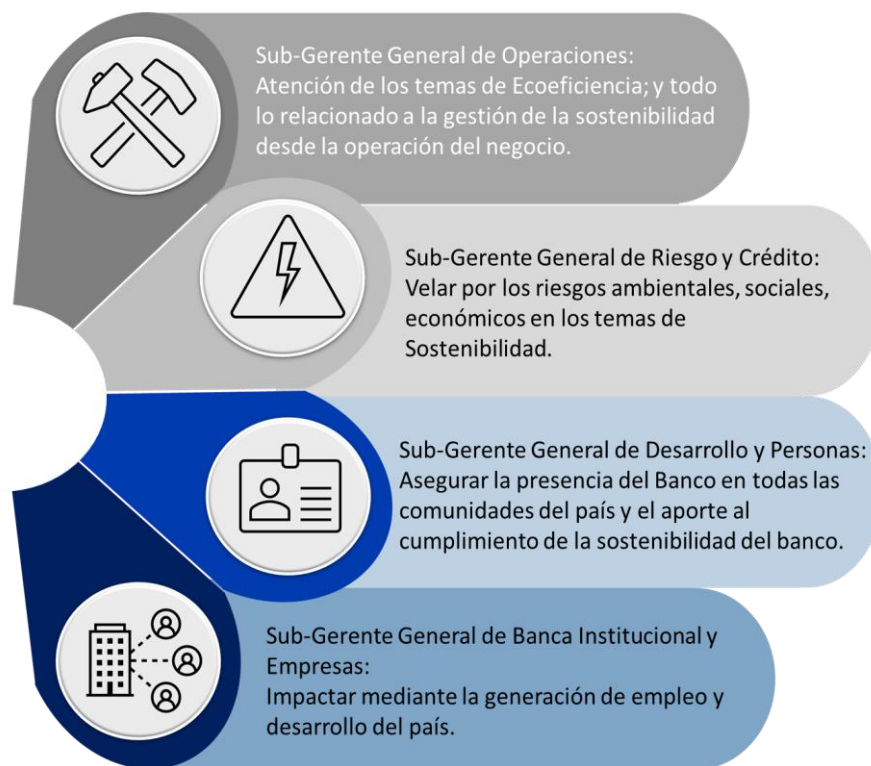 Sub-Gerente General de Operaciones:
Atención de los temas de Ecoeficiencia; y todo
lo relacionado a la gestión de la sostenibilidad
desde la operación del negocio.
Sub-Gerente General de Riesgo y Crédito:
Velar por los riesgos ambientales, sociales,
económicos en los temas de
Sostenibilidad.
Sub-Gerente General de Desarrollo y Personas:
Asegurar la presencia del Banco en todas las
comunidades del país y el aporte al
cumplimiento de la sostenibilidad del banco.
Sub-Gerente General de Banca Institucional y
Empresas:
Impactar mediante la generación de empleo y
desarrollo del país.